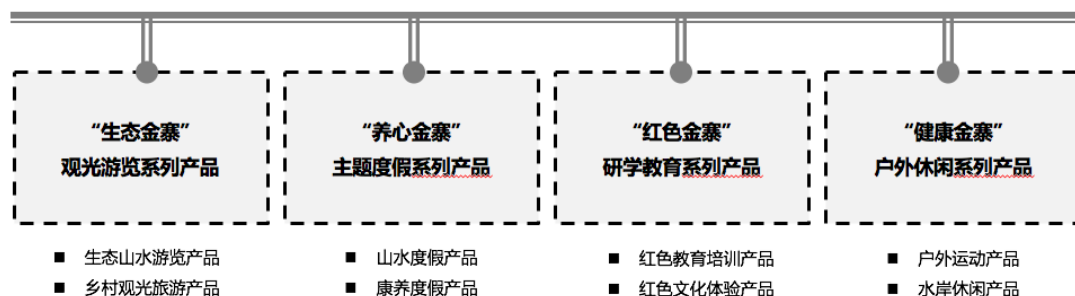 “生态金寨”
观光游览系列产品
“养心金寨”
主题度假系列产品
“红色金寨”
研学教育系列产品
“健康金寨”
户外休闲系列产品
生态山水游览产品
乡村观光旅游产品
山水度假产品
康养度假产品
红色教育培训产品
红色文化体验产品
户外运动产品
水岸休闲产品